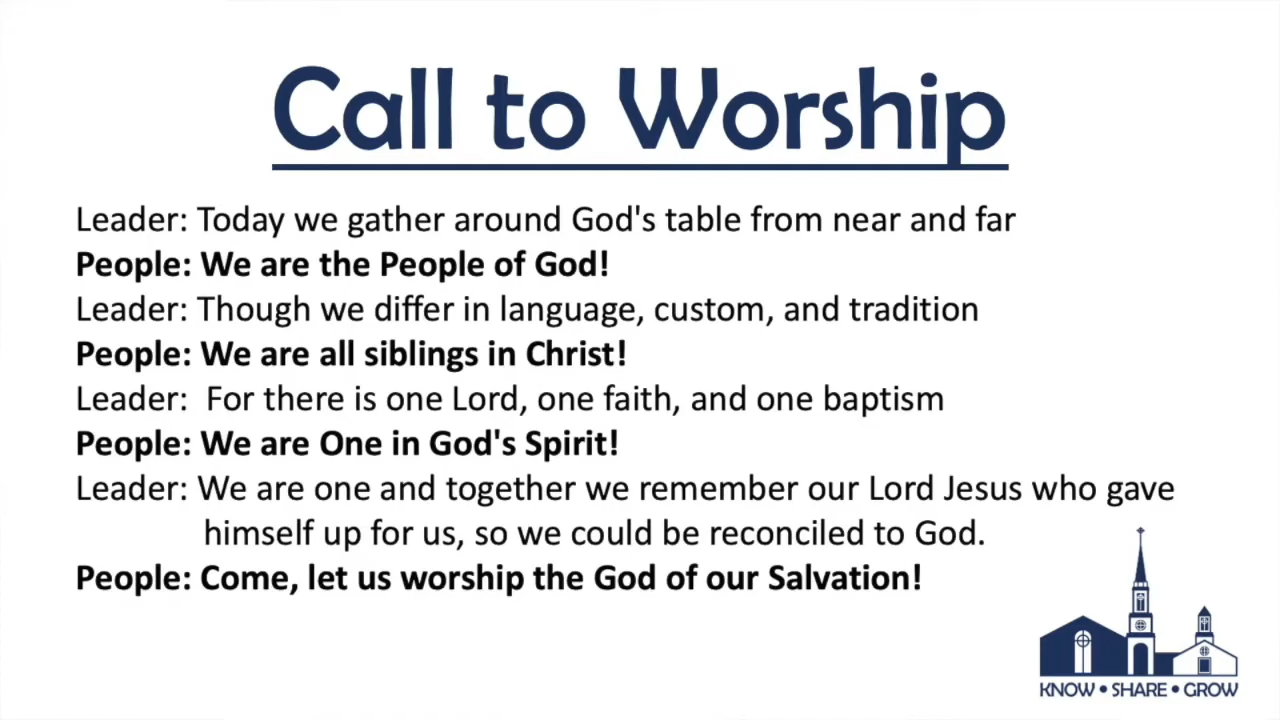 Call to Worship
Leader: Today we gather around God's table from near and far
People: We are the People of God!
Leader: Though we differ in language, custom, and tradition
People: We are all siblings in Christ!
Leader:  For there is one Lord, one faith, and one baptism
People: We are One in God's Spirit!
Leader: We are one and together we remember our Lord Jesus who gave
himself up for us, so we could be reconciled to God.
People: Come, let us worship the God of our Salvation!
KNOW • SHARE • GROW